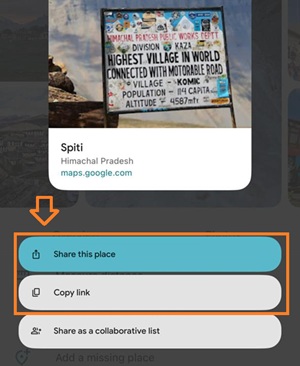 HIMACHAL PRADESH PUBLIC WORKS DEPTT
DIVISION KAZA
HIGHEST VILLAGE IN WORLD
CONNECTED WITH MOTORABLE ROAD
VILLAGE - KOMIC
POPULATION - 114 CAPITA
ALTITUDE - 4587mt.
Spiti
Himachal Pradesh
maps.google.com
Share this place
Copy link
Share as a collaborative list
Add a missing place